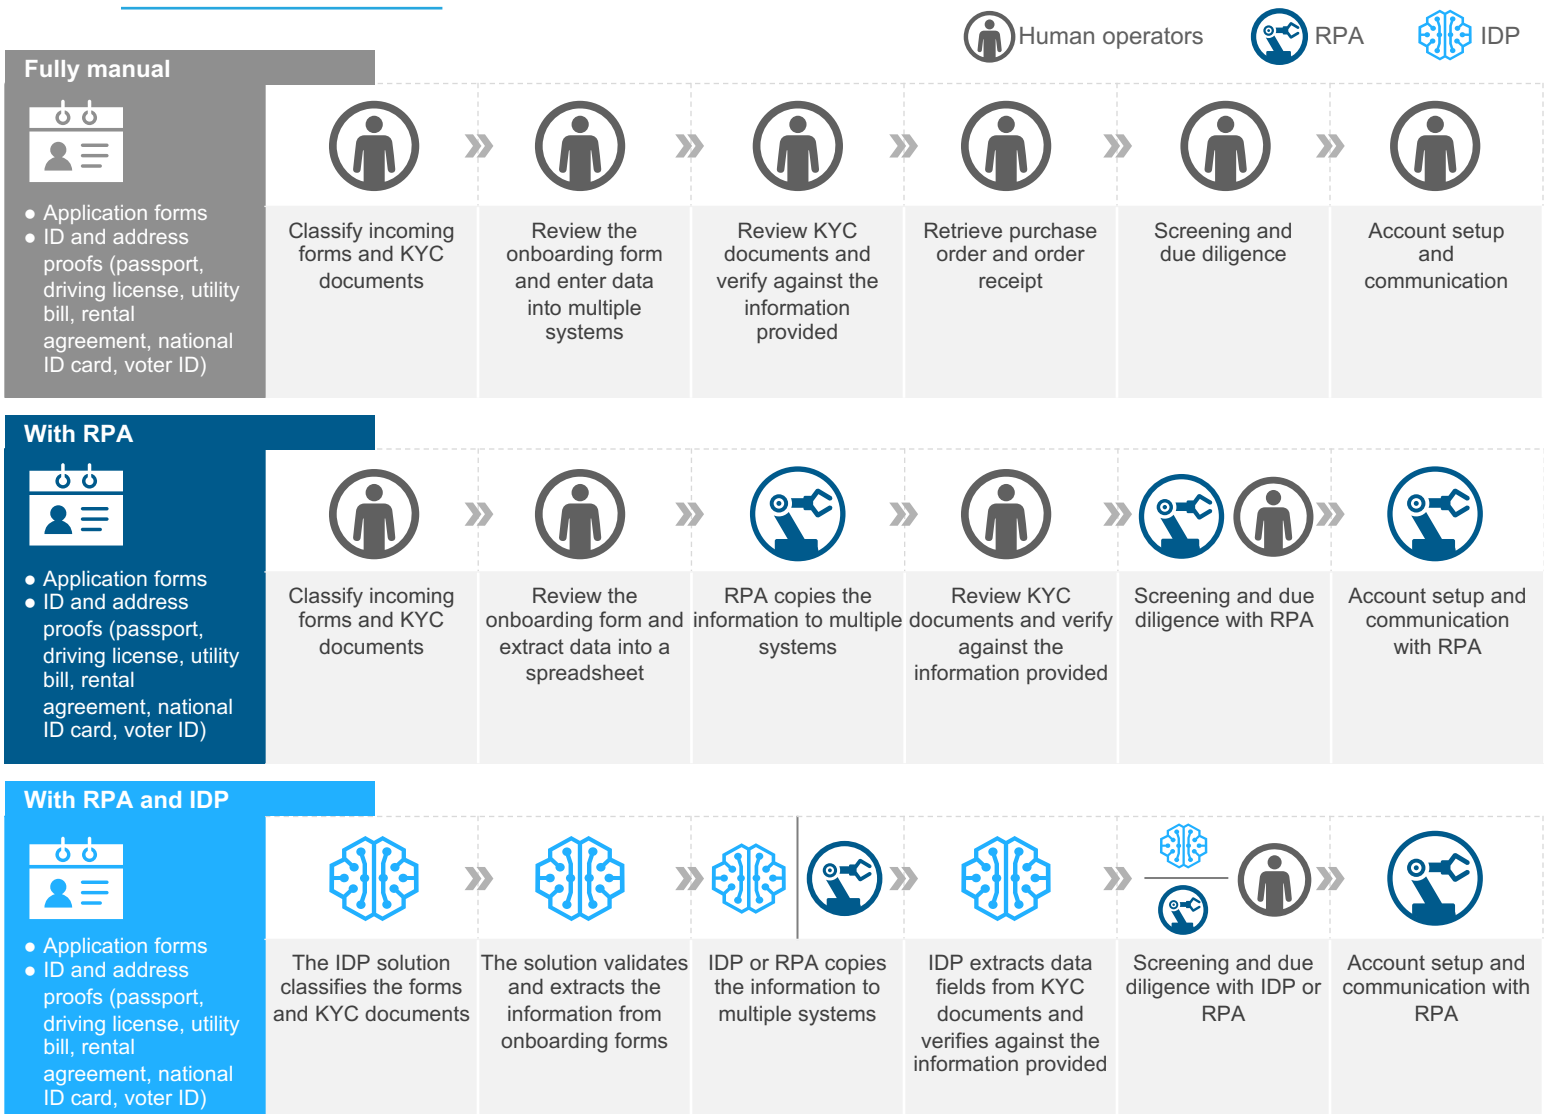 Human operators
RPA
IDP
Fully manual
● Application forms
● ID and address
proofs (passport,
driving license, utility
bill, rental
agreement, national
ID card, voter ID)
Classify incoming
forms and KYC
documents
Review the
onboarding form
and enter data
into multiple
systems
Review KYC
documents and
verify against the
information
provided
Retrieve purchase
order and order
receipt
Screening and
due diligence
Account setup
and
communication
With RPA
● Application forms
● ID and address
proofs (passport,
driving license, utility
bill, rental
agreement, national
ID card, voter ID)
Classify incoming
forms and KYC
documents
Review the
onboarding form and
extract data into a
spreadsheet
RPA copies the
information to multiple
systems
Review KYC
documents and verify
against the
information provided
Screening and due
diligence with RPA
Account setup and
communication
with RPA
With RPA and IDP
● Application forms
● ID and address
proofs (passport,
driving license, utility
bill, rental
agreement, national
ID card, voter ID)
The IDP solution
classifies the forms
and KYC documents
The solution validates
and extracts the
information from
onboarding forms
IDP or RPA copies
the information to
multiple systems
IDP extracts data
fields from KYC
documents and
verifies against the
information provided
Screening and due
diligence with IDP or
RPA
Account setup and
communication with
RPA